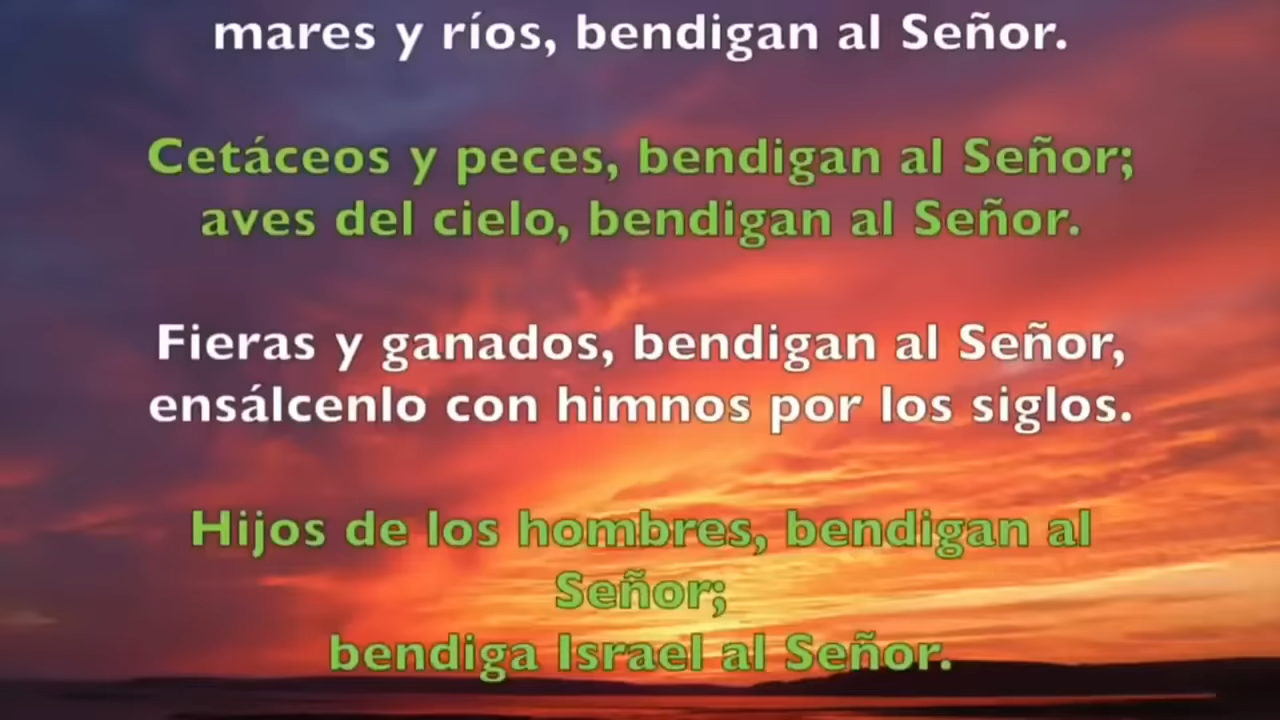 mares y ríos, bendigan al Señor.
Cetáceos y peces, bendigan al Señor;
aves del cielo, bendigan al Señor.
Fieras y ganados, bendigan al Señor,
ensálcenlo con himnos por los siglos.
Hijos de los hombres, bendigan al
Señor;
bendiga Israel al Señor.